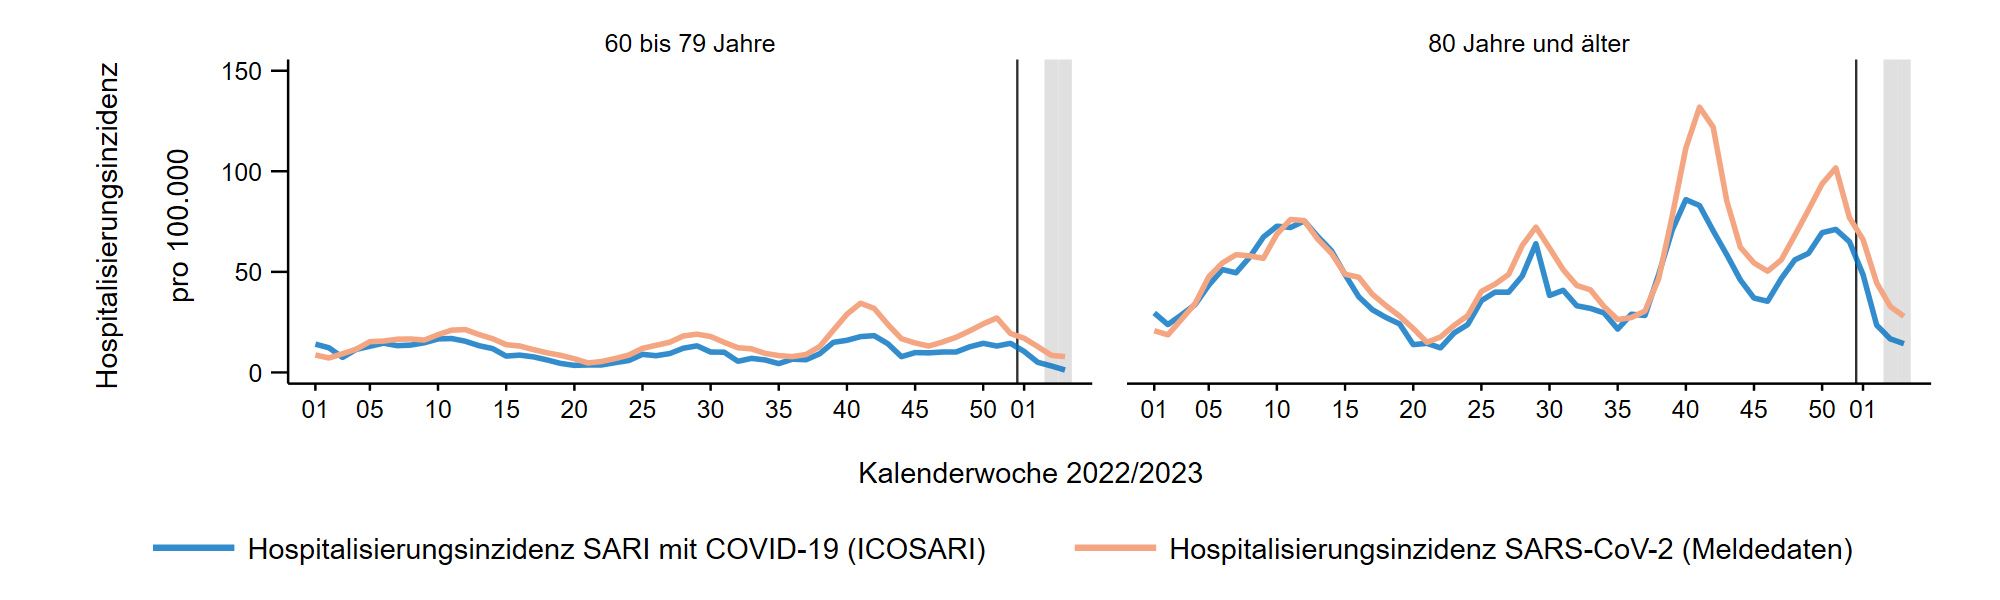 60 bis 79 Jahre
80 Jahre und älter
Hospitalisierungsinzidenz
pro 100.000
150
100
50
0
01 05 10 15 20 25 30 35 40 45 50 01
01 05 10 15 20 25 30 35 40 45 50 01
Kalenderwoche 2022/2023
Hospitalisierungsinzidenz SARI mit COVID-19 (ICOSARI)
Hospitalisierungsinzidenz SARS-CoV-2 (Meldedaten)